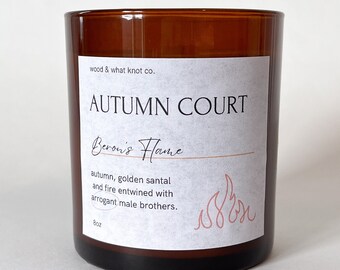 wood & what knot co.
AUTUMN COURT
Beron's Flame
autumn, golden santal
and fire entwined with
arrogant male brothers.
8oz